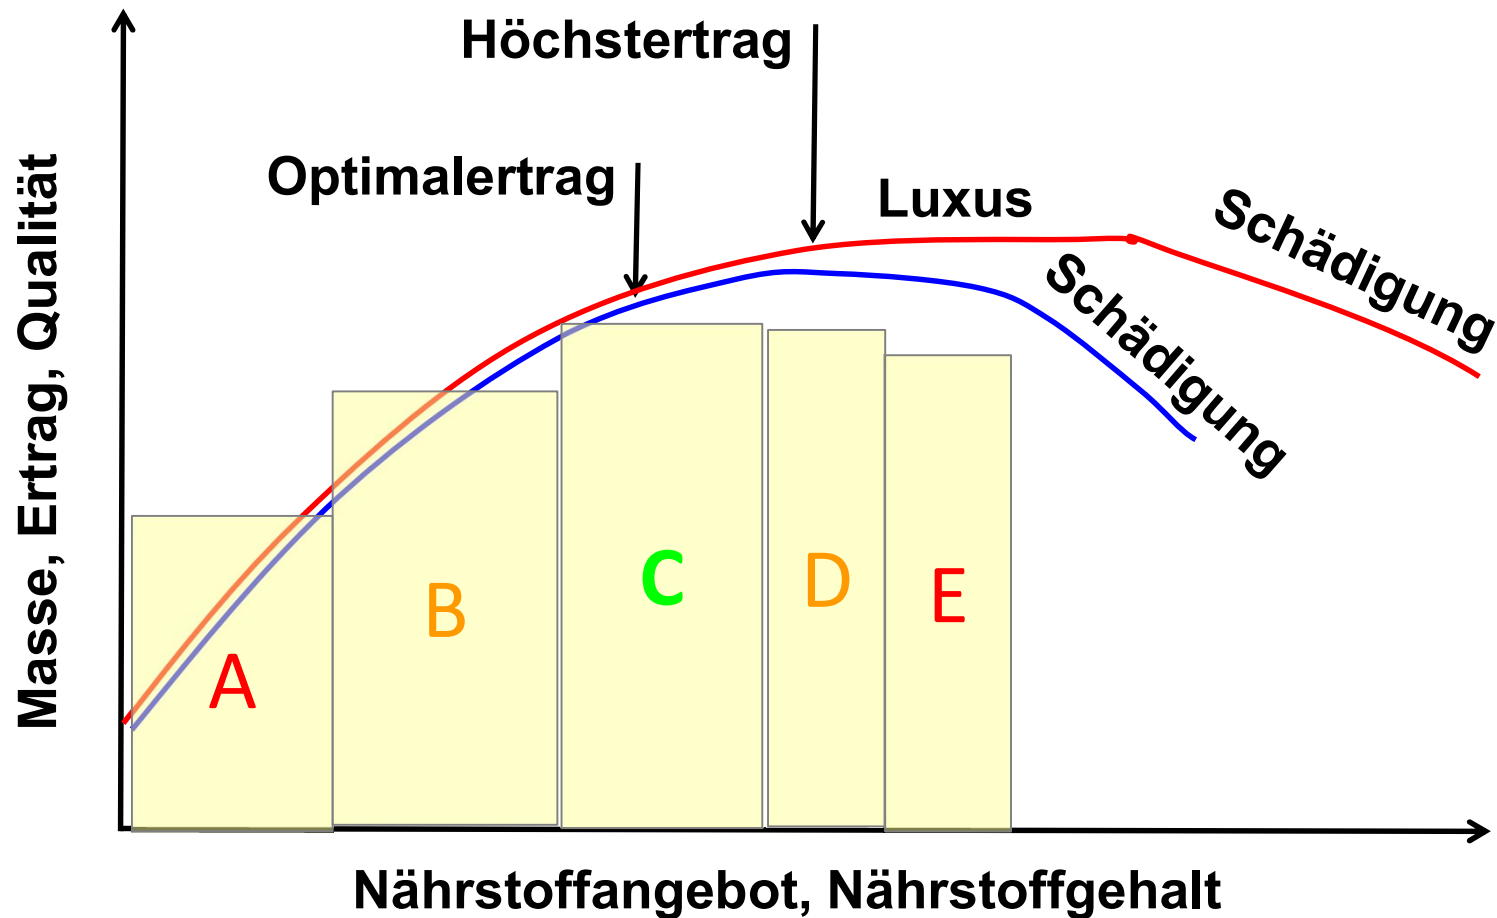 Höchstertrag
Optimalertrag
Luxus
Schädigung
Schädigung
Masse, Ertrag, Qualität
A
B
C
D
E
Nährstoffangebot, Nährstoffgehalt